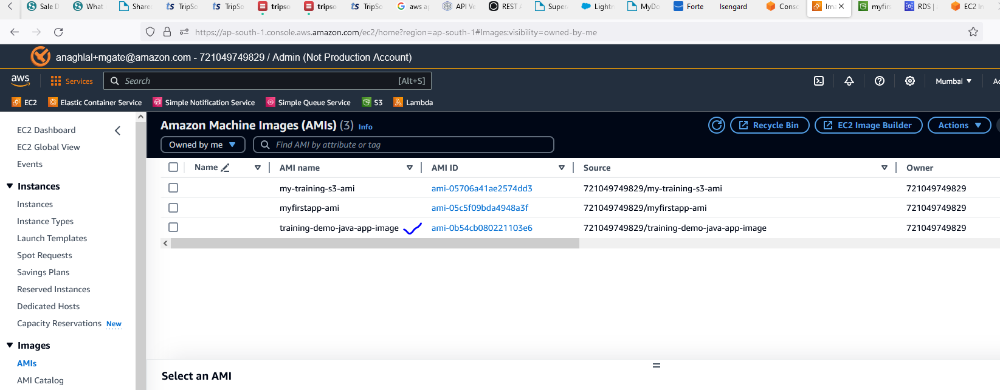 Sale D What Share TripSo TripSo tripso tripso TripSo aws ap API Ve REST A Super Lightn MyDo Forte Isengard Conso Ima myfirs RDS | EC2 In
https://ap-south-1.console.aws.amazon.com/ec2/home?region=ap-south-1#Images:visibility=owned-by-me
anaghlal+mgate@amazon.com - 721049749829 / Admin (Not Production Account)
aws Services Search [Alt+S] Mumbai
EC2 Elastic Container Service Simple Notification Service Simple Queue Service S3 Lambda
EC2 Dashboard
EC2 Global View
Events
Instances
Instances
Instance Types
Launch Templates
Spot Requests
Savings Plans
Reserved Instances
Dedicated Hosts
Capacity Reservations New
Images
AMIs
AMI Catalog
Amazon Machine Images (AMIs) (3) Info Recycle Bin EC2 Image Builder Actions
Owned by me Find AMI by attribute or tag
Name AMI name AMI ID Source Owner
my-training-s3-ami ami-05706a41ae2574dd3 721049749829/my-training-s3-ami 721049749829
myfirstapp-ami ami-05c5f09bda4948a3f 721049749829/myfirstapp-ami 721049749829
training-demo-java-app-image ami-0b54cb080221103e6 721049749829/training-demo-java-app-image 721049749829
Select an AMI